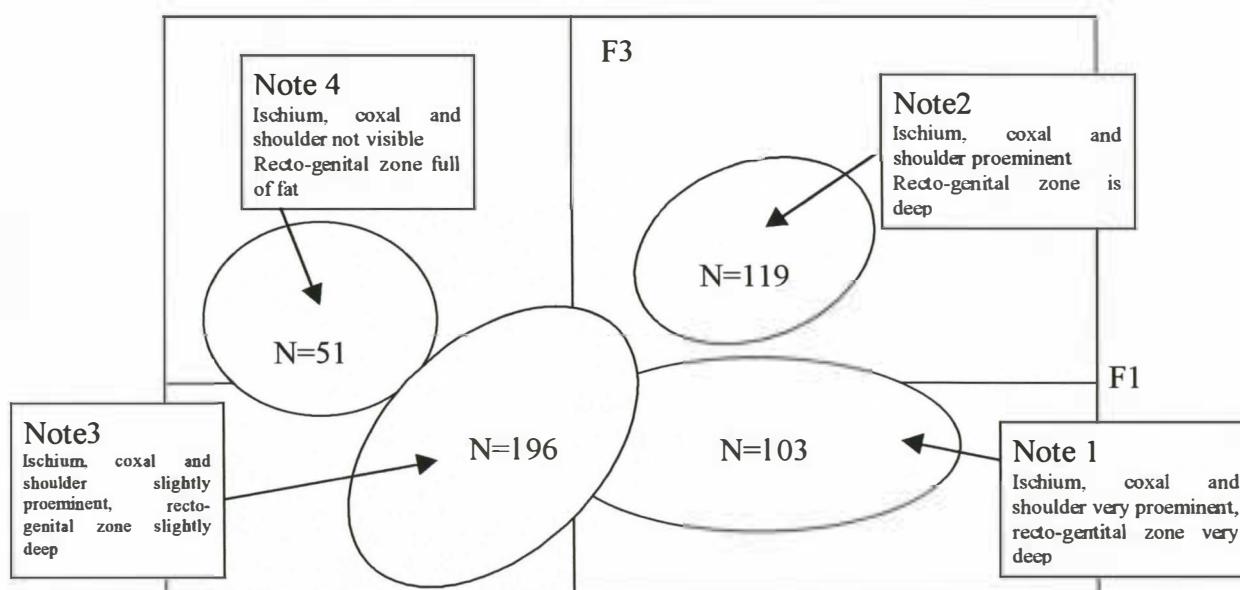 F3
Note 4
Ischium, coxal and
shoulder not visible
Recto-genital zone full
of fat
Note2
Ischium, coxal and
shoulder proeminent
Recto-genital zone is
deep
N=119
N=51
F1
Note3
Ischium, coxal and
shoulder slightly
proeminent, recto-
genital zone slightly
deep
N=196
N=103
Note 1
Ischium, coxal and
shoulder very proeminent,
recto-gentital zone very
deep